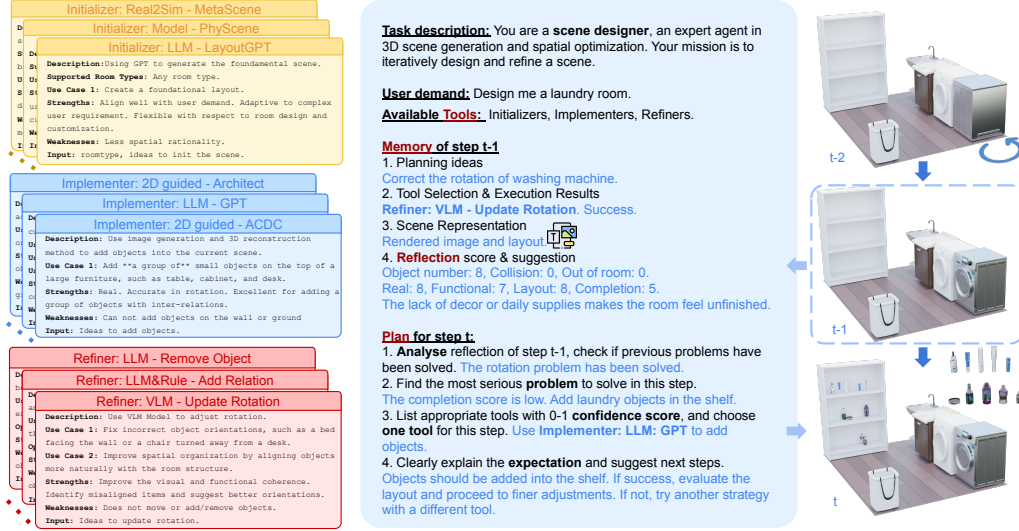 Initializer: Real2Sim - MetaScene
Initializer: Model - PhyScene
Initializer: LLM - LayoutGPT
Description:Using GPT to generate the foundmental scene.
Supported Room Types: Any room type.
Use Case 1: Create a foundational layout.
Strengths: Align well with user demand. Adaptive to complex
user requirement. Flexible with respect to room design and
customization.
Weaknesses: Less spatial rationality.
Input: roomtype, ideas to init the scene.
Implementer: 2D guided - Architect
Implementer: LLM - GPT
Implementer: 2D guided - ACDC
Description: Use image generation and 3D reconstruction
method to add objects into the current scene.
Use Case 1: Add **a group of** small objects on the top of a
large furniture, such as table, cabinet, and desk.
Strengths: Real. Accurate in rotation. Excellent for adding a
group of objects with inter-relations.
Weaknesses: Can not add objects on the wall or ground
Input: Ideas to add objects.
Refiner: LLM - Remove Object
Refiner: LLM&Rule - Add Relation
Refiner: VLM - Update Rotation
Description: Use VLM Model to adjust rotation.
Use Case 1: Fix incorrect object orientations, such as a bed
facing the wall or a chair turned away from a desk.
Use Case 2: Improve spatial organization by aligning objects
more naturally with the room structure.
Strengths: Improve the visual and functional coherence.
Identify misaligned items and suggest better orientations.
Weaknesses: Does not move or add/remove objects.
Input: Ideas to update rotation.
Task description: You are a scene designer, an expert agent in
3D scene generation and spatial optimization. Your mission is to
iteratively design and refine a scene.
User demand: Design me a laundry room.
Available Tools: Initializers, Implementers, Refiners.
Memory of step t-1
1. Planning ideas
Correct the rotation of washing machine.
2. Tool Selection & Execution Results
Refiner: VLM - Update Rotation. Success.
3. Scene Representation
Rendered image and layout.
T
4. Reflection score & suggestion
Object number: 8, Collision: 0, Out of room: 0.
Real: 8, Functional: 7, Layout: 8, Completion: 5.
The lack of decor or daily supplies makes the room feel unfinished.
Plan for step t:
1. Analyse reflection of step t-1, check if previous problems have
been solved. The rotation problem has been solved.
2. Find the most serious problem to solve in this step.
The completion score is low. Add laundry objects in the shelf.
3. List appropriate tools with 0-1 confidence score, and choose
one tool for this step. Use Implementer: LLM: GPT to add
objects.
4. Clearly explain the expectation and suggest next steps.
Objects should be added into the shelf. If success, evaluate the
layout and proceed to finer adjustments. If not, try another strategy
with a different tool.
t-2
t-1
t